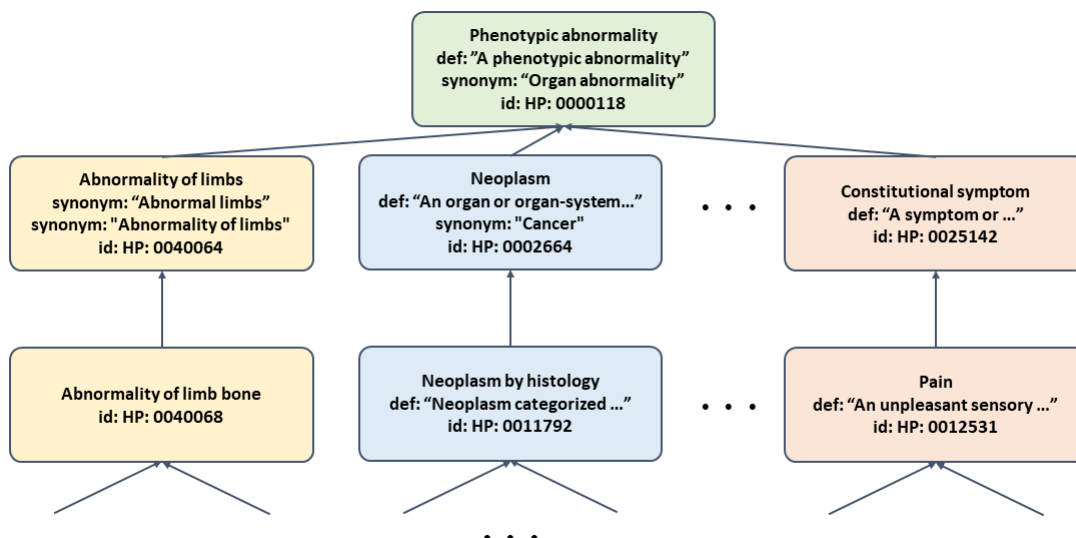 Phenotypic abnormality
def: ”A phenotypic abnormality”
synonym: “Organ abnormality”
id: HP: 0000118
Abnormality of limbs
synonym: “Abnormal limbs”
synonym: "Abnormality of limbs"
id: HP: 0040064
Neoplasm
def: “An organ or organ-system…”
synonym: "Cancer"
id: HP: 0002664
Constitutional symptom
def: “A symptom or …”
id: HP: 0025142
Abnormality of limb bone
id: HP: 0040068
Neoplasm by histology
def: “Neoplasm categorized …”
id: HP: 0011792
Pain
def: “An unpleasant sensory …”
id: HP: 0012531